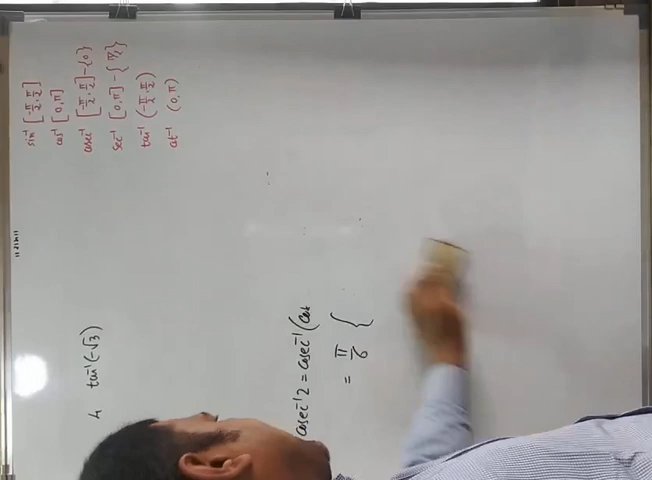 sin⁻¹ [-π/2, π/2]
cos⁻¹ [0, π]
cosec⁻¹ [-π/2, π/2] - {0}
sec⁻¹ [0, π] - {π/2}
tan⁻¹ (-π/2, π/2)
cot⁻¹ (0, π)
4 tan⁻¹(-√3)
cosec⁻¹2 = cosec⁻¹(
= π/6 {